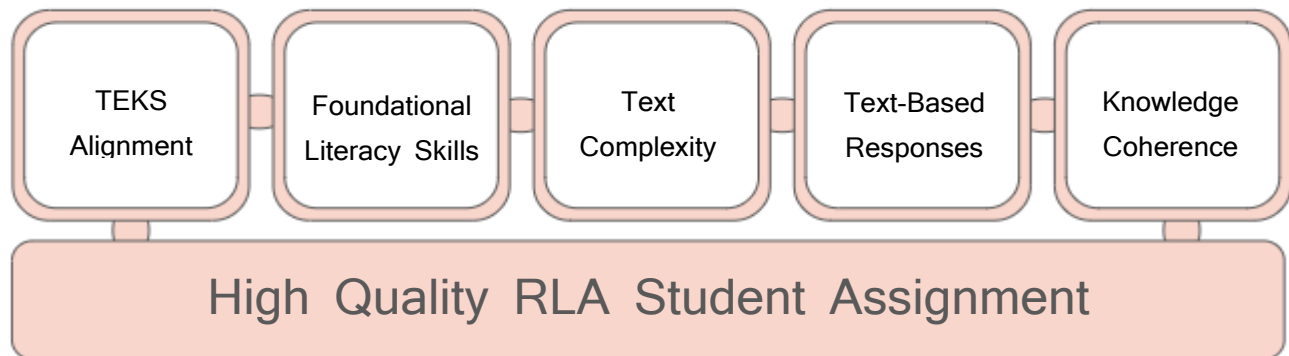 TEKS
Alignment
Foundational
Literacy Skills
Text
Complexity
Text-Based
Responses
Knowledge
Coherence
High Quality RLA Student Assignment